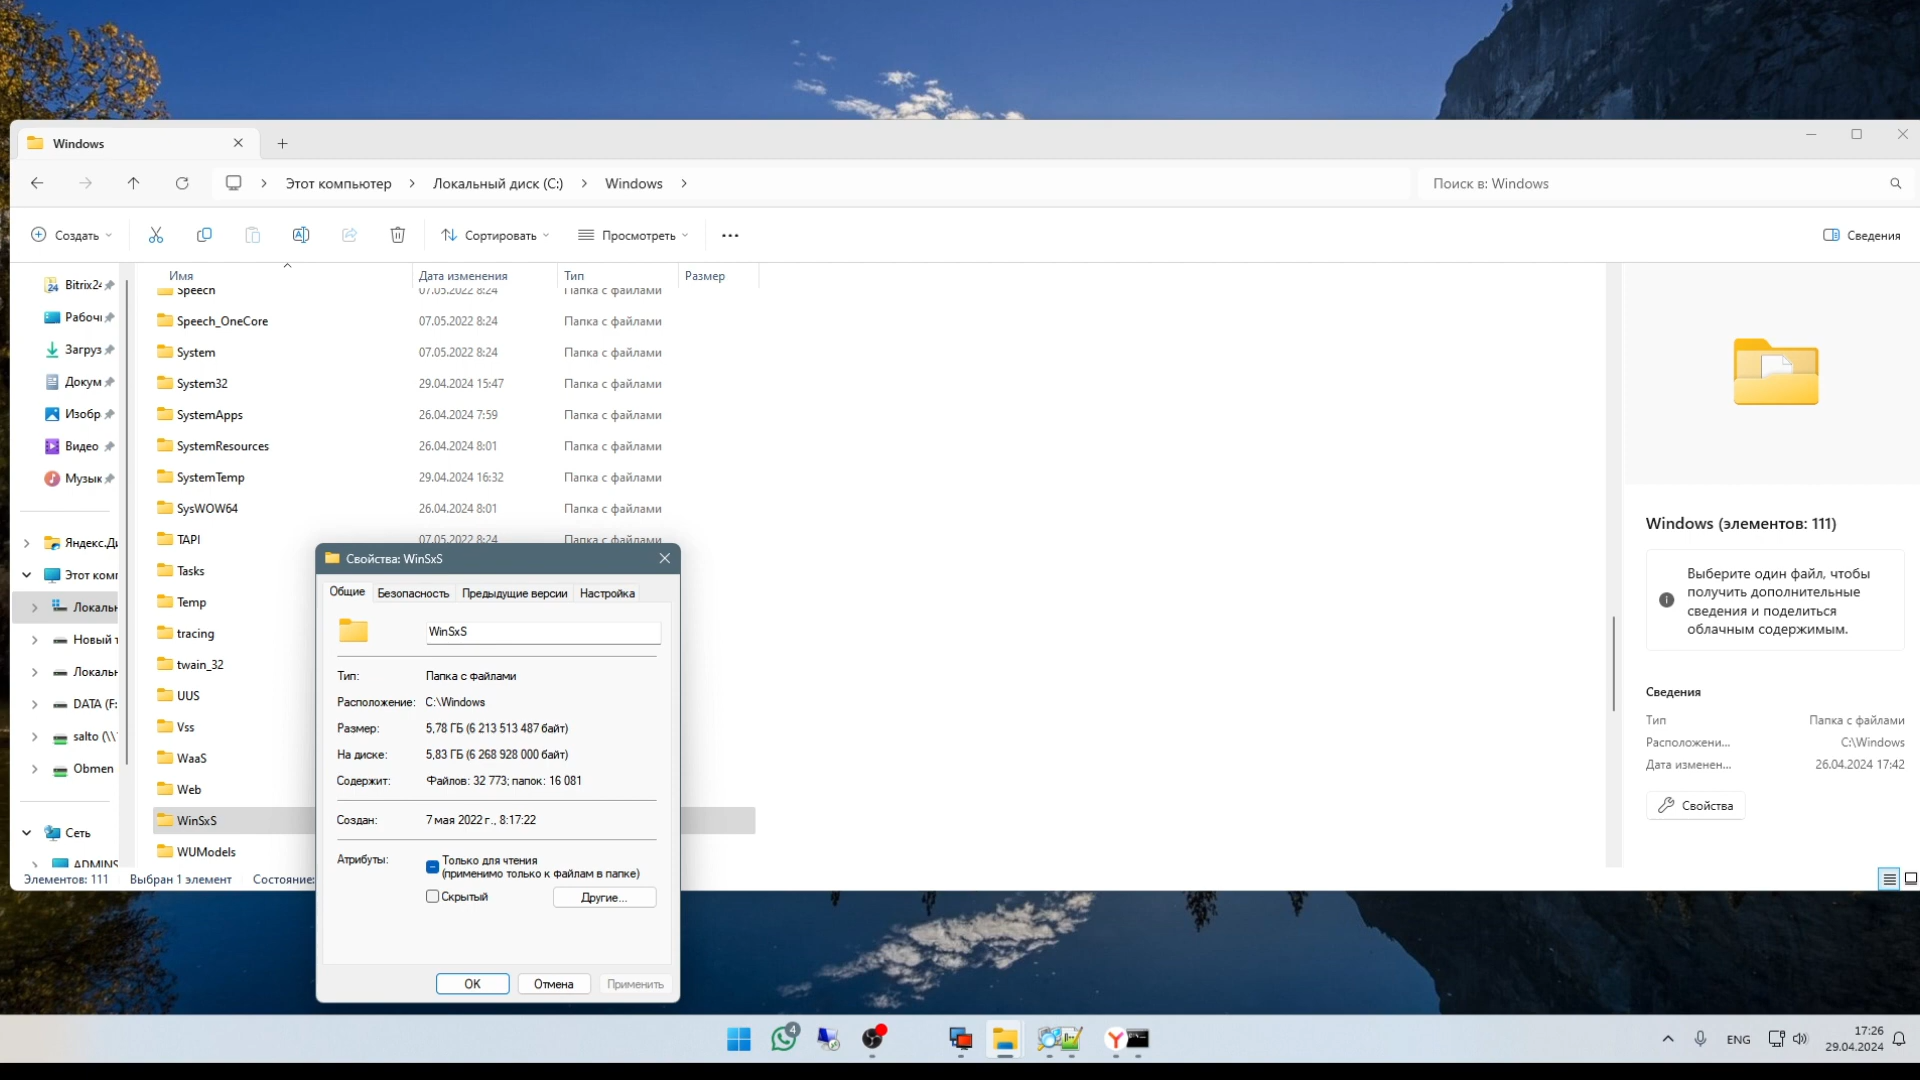 Windows
Этот компьютер
Локальный диск (C:)
Windows
Поиск в: Windows
Создать
Сортировать
Просмотреть
Сведения
24
Bitrix24
Рабоч
Загруз
Докум
Изобр
Видео
Музык
Яндекс.Ди
Этот комп
Локальн
Новый т
Локальн
DATA (F:
salto (\\
Obmen
Сеть
ADMINS
Имя
Дата изменения
Тип
Размер
Speech 07.05.2022 8:24 Папка с файлами
Speech_OneCore 07.05.2022 8:24 Папка с файлами
System 07.05.2022 8:24 Папка с файлами
System32 29.04.2024 15:47 Папка с файлами
SystemApps 26.04.2024 7:59 Папка с файлами
SystemResources 26.04.2024 8:01 Папка с файлами
SystemTemp 29.04.2024 16:32 Папка с файлами
SysWOW64 26.04.2024 8:01 Папка с файлами
TAPI 07.05.2022 8:24 Папка с файлами
Tasks
Temp
tracing
twain_32
UUS
Vss
WaaS
Web
WinSxS
WUModels
Элементов: 111 Выбран 1 элемент Состояние:
Свойства: WinSxS
Общие Безопасность Предыдущие версии Настройка
WinSxS
Тип: Папка с файлами
Расположение: C:\Windows
Размер: 5,78 ГБ (6 213 513 487 байт)
На диске: 5,83 ГБ (6 268 928 000 байт)
Содержит: Файлов: 32 773; папок: 16 081
Создан: 7 мая 2022 г., 8:17:22
Атрибуты:
Только для чтения
(применимо только к файлам в папке)
Скрытый
Другие...
ОК
Отмена
Применить
Windows (элементов: 111)
Выберите один файл, чтобы
получить дополнительные
сведения и поделиться
облачным содержимым.
Сведения
Тип Папка с файлами
Расположени... C:\Windows
Дата изменен... 26.04.2024 17:42
Свойства
4
ENG
17:26
29.04.2024